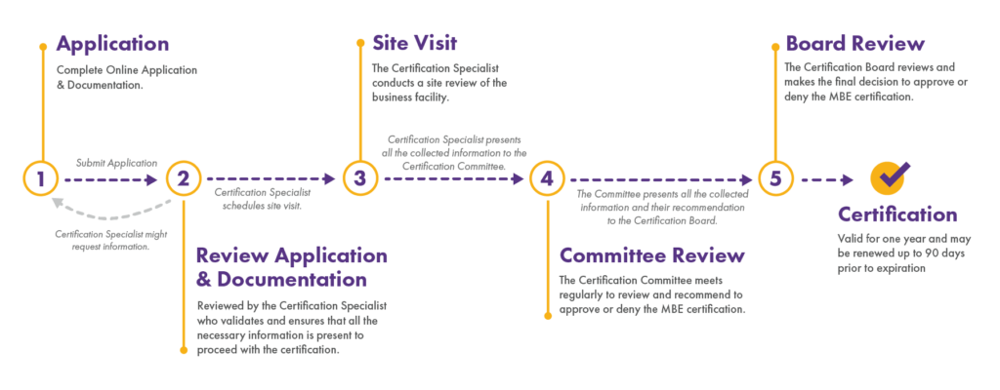 Application
Complete Online Application
& Documentation.
Site Visit
The Certification Specialist
conducts a site review of the
business facility.
Board Review
The Certification Board reviews and
makes the final decision to approve or
deny the MBE certification.
1
Submit Application
2
Certification Specialist
schedules site visit.
3
Certification Specialist presents
all the collected information to the
Certification Committee.
4
The Committee presents all the collected
information and their recommendation
to the Certification Board.
5
Certification Specialist might
request information.
Review Application
& Documentation
Reviewed by the Certification Specialist
who validates and ensures that all the
necessary information is present to
proceed with the certification.
Committee Review
The Certification Committee meets
regularly to review and recommend to
approve or deny the MBE certification.
Certification
Valid for one year and may
be renewed up to 90 days
prior to expiration